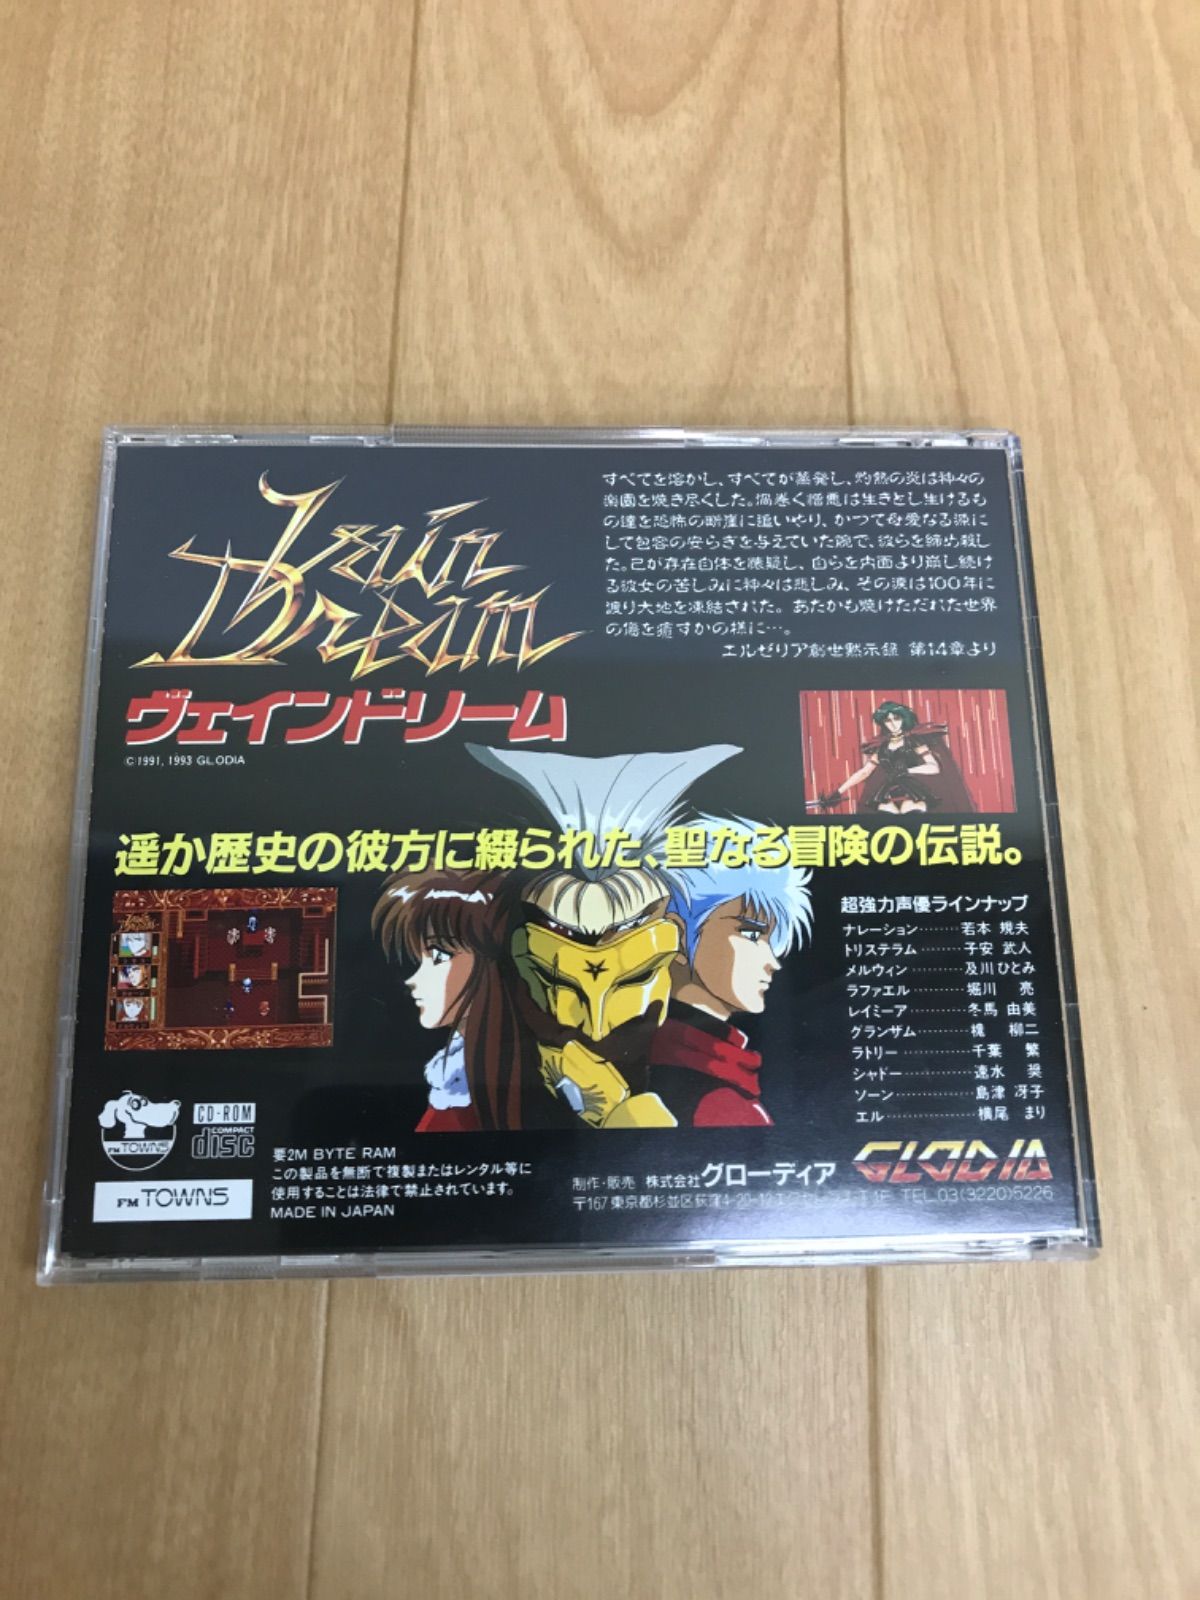 Vain
Dream
ヴェインドリーム
©1991, 1993 GLODIA
すべてを溶かし、すべてが蒸発し、灼熱の炎は神々の
楽園を焼き尽くした。渦巻く憎悪は生きとし生けるも
の達を恐怖の断崖に追いやり、かつて母愛なる源に
して包容の安らぎを与えていた腕で、彼らを締め殺し
た。己が存在自体を懐疑し、自らを内面より崩し続け
る彼女の苦しみに神々は悲しみ、その涙は100年に
渡り大地を凍結された。あたかも焼けただれた世界
の傷を癒すかの様に…。
エルゼリア創世黙示録 第14章より
遥か歴史の彼方に綴られた、聖なる冒険の伝説。
超強力声優ラインナップ
ナレーション………若本 規夫
トリステラム………子安 武人
メルウィン…………及川ひとみ
ラファエル…………堀川 亮
レイミーア…………冬馬 由美
グランザム…………槐 柳二
ラトリー……………千葉 繁
シャドー……………速水 奨
ソーン………………島津 冴子
エル…………………横尾 まり
FM TOWNS
CD-ROM
COMPACT
disc
FM TOWNS
要2M BYTE RAM
この製品を無断で複製またはレンタル等に
使用することは法律で禁止されています。
MADE IN JAPAN
制作・販売 株式会社グローディア
GLODIA
〒167 東京都杉並区荻窪4-20-12 TEL.03(3220)5226